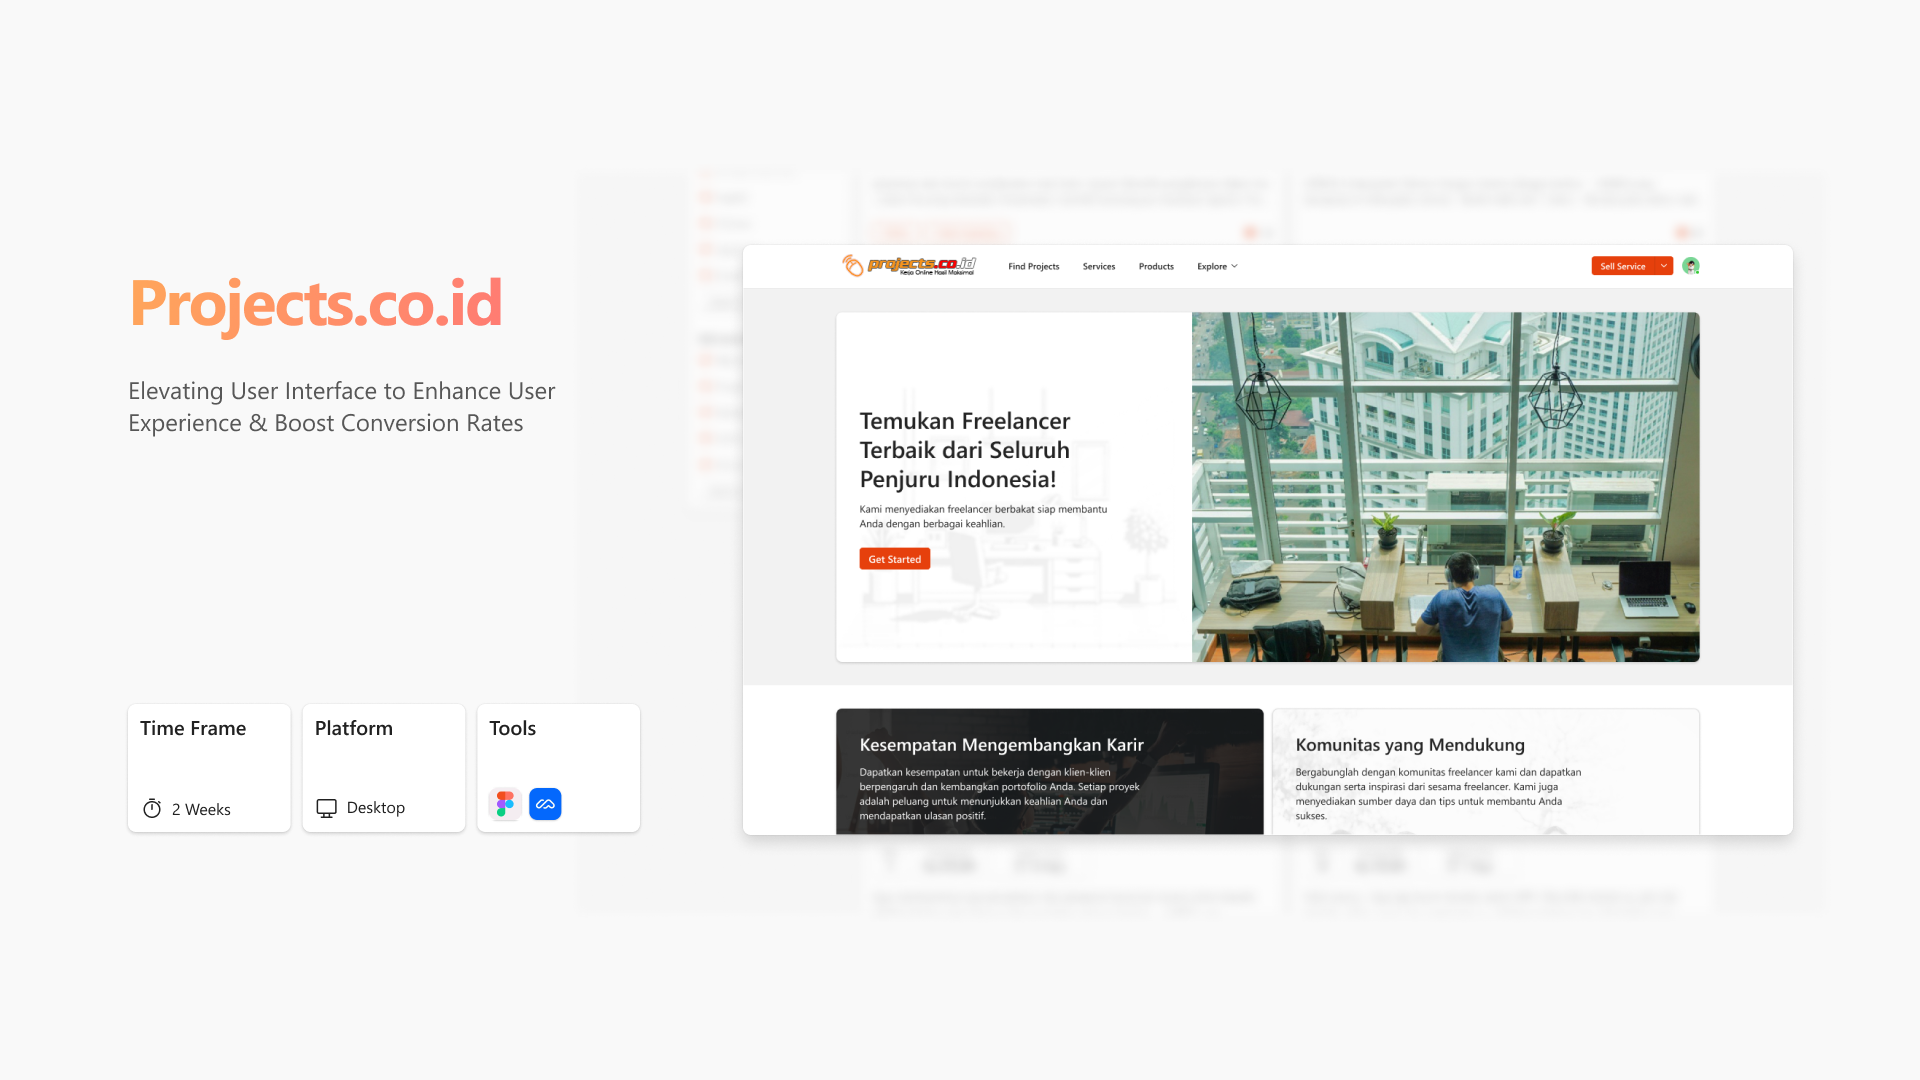 Projects.co.id
Elevating User Interface to Enhance User
Experience & Boost Conversion Rates
Time Frame
2 Weeks
Platform
Desktop
Tools
projects.co.id
Kerja Online Hasil Maksimal
Find Projects
Services
Products
Explore
Sell Service
Temukan Freelancer
Terbaik dari Seluruh
Penjuru Indonesia!
Kami menyediakan freelancer berbakat siap membantu
Anda dengan berbagai keahlian.
Get Started
Kesempatan Mengembangkan Karir
Dapatkan kesempatan untuk bekerja dengan klien-klien
berpengaruh dan kembangkan portofolio Anda. Setiap proyek
adalah peluang untuk menunjukkan keahlian Anda dan
mendapatkan ulasan positif.
Komunitas yang Mendukung
Bergabunglah dengan komunitas freelancer kami dan dapatkan
dukungan serta inspirasi dari sesama freelancer. Kami juga
menyediakan sumber daya dan tips untuk membantu Anda
sukses.